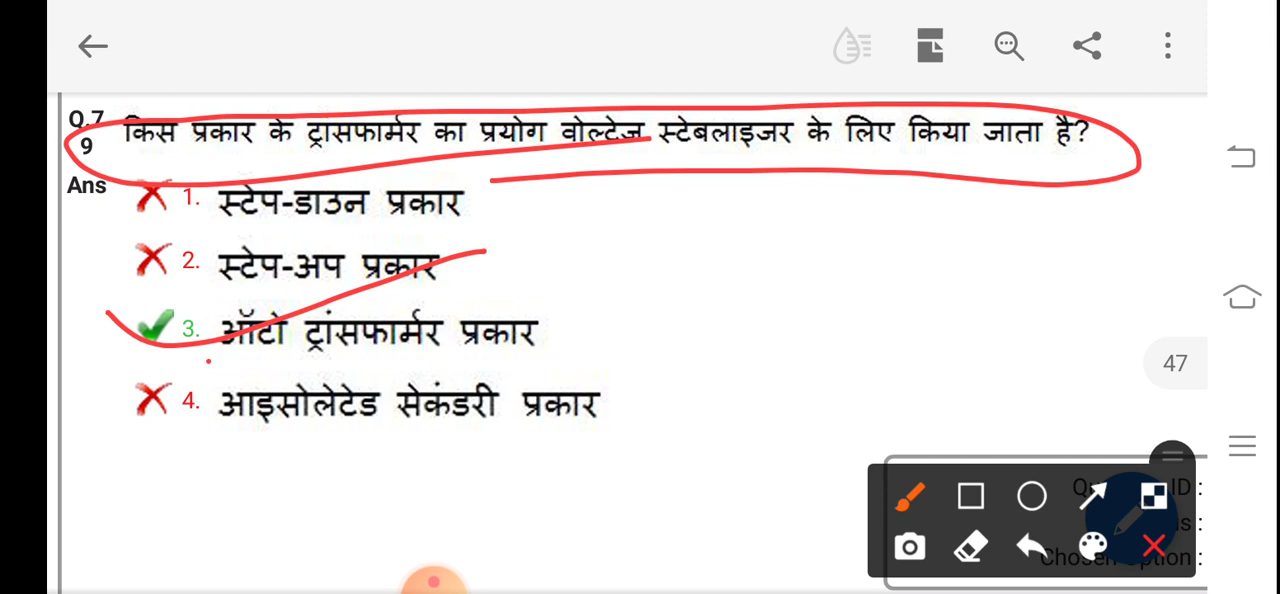 Q.7 किस प्रकार के ट्रांसफार्मर का प्रयोग वोल्टेज स्टेबलाइजर के लिए किया जाता है?
9
Ans 1. स्टेप-डाउन प्रकार
2. स्टेप-अप प्रकार
3. ऑटो ट्रांसफार्मर प्रकार
4. आइसोलेटेड सेकंडरी प्रकार
47
ID :
s :
Chosen Option :